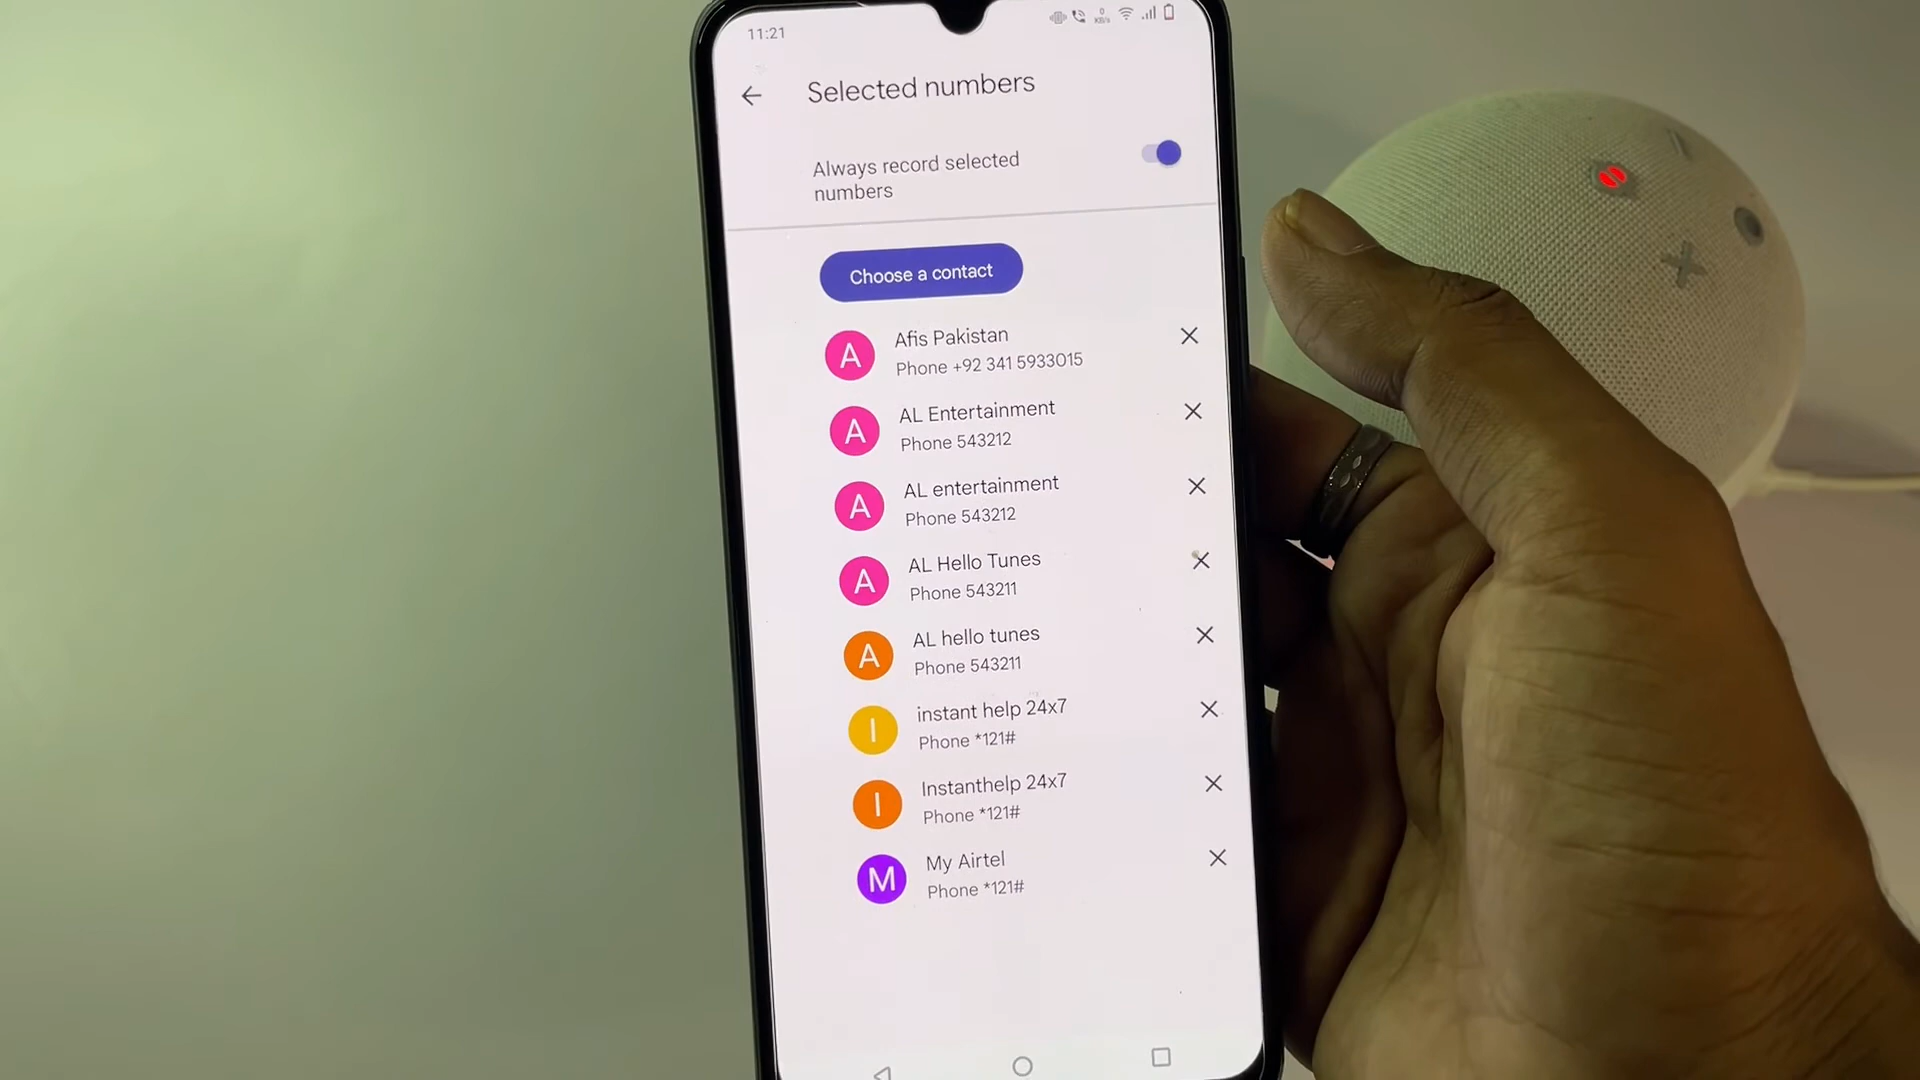 11:21
0
KB/s
Selected numbers
Always record selected
numbers
Choose a contact
A
Afis Pakistan
Phone +92 341 5933015
A
AL Entertainment
Phone 543212
A
AL entertainment
Phone 543212
A
AL Hello Tunes
Phone 543211
A
AL hello tunes
Phone 543211
I
instant help 24x7
Phone *121#
I
Instanthelp 24x7
Phone *121#
M
My Airtel
Phone *121#